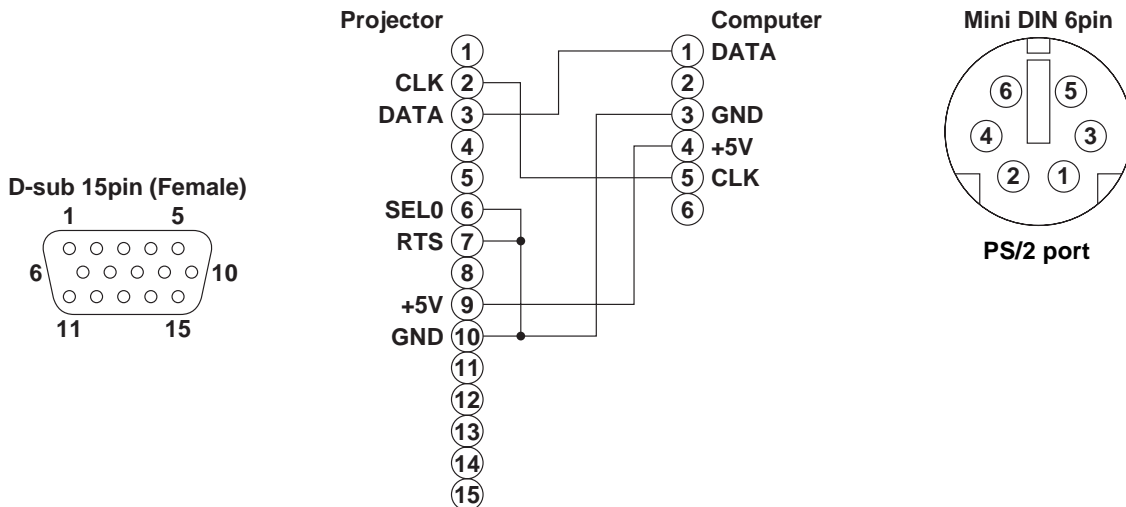 Projector
Computer
Mini DIN 6pin
1
CLK 2
DATA 3
4
5
SEL0 6
RTS 7
8
+5V 9
GND 10
11
12
13
14
15
1 DATA
2
3 GND
4 +5V
5 CLK
6
D-sub 15pin (Female)
1 5
6 10
11 15
6 5
4 3
2 1
PS/2 port